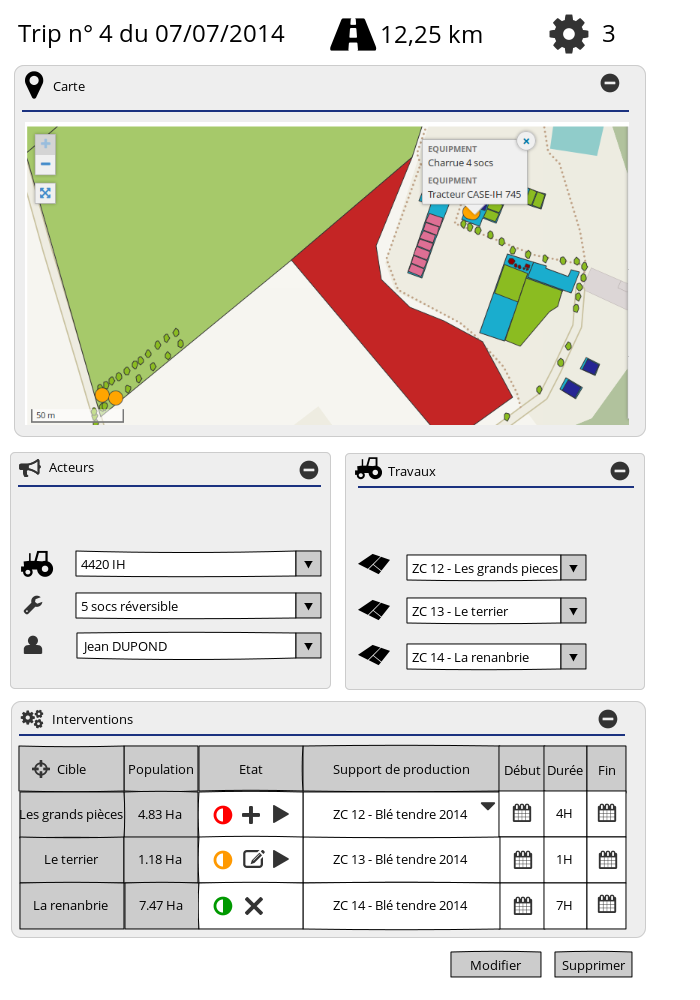 Trip n° 4 du 07/07/2014
12,25 km
3
Carte
EQUIPMENT
Charrue 4 socs
EQUIPMENT
Tracteur CASE-IH 745
50 m
Acteurs
4420 IH
5 socs réversible
Jean DUPOND
Travaux
ZC 12 - Les grands pieces
ZC 13 - Le terrier
ZC 14 - La renanbrie
Interventions
Cible Population Etat Support de production Début Durée Fin
Les grands pièces 4.83 Ha ZC 12 - Blé tendre 2014 4H
Le terrier 1.18 Ha ZC 13 - Blé tendre 2014 1H
La renanbrie 7.47 Ha ZC 14 - Blé tendre 2014 7H
Modifier Supprimer